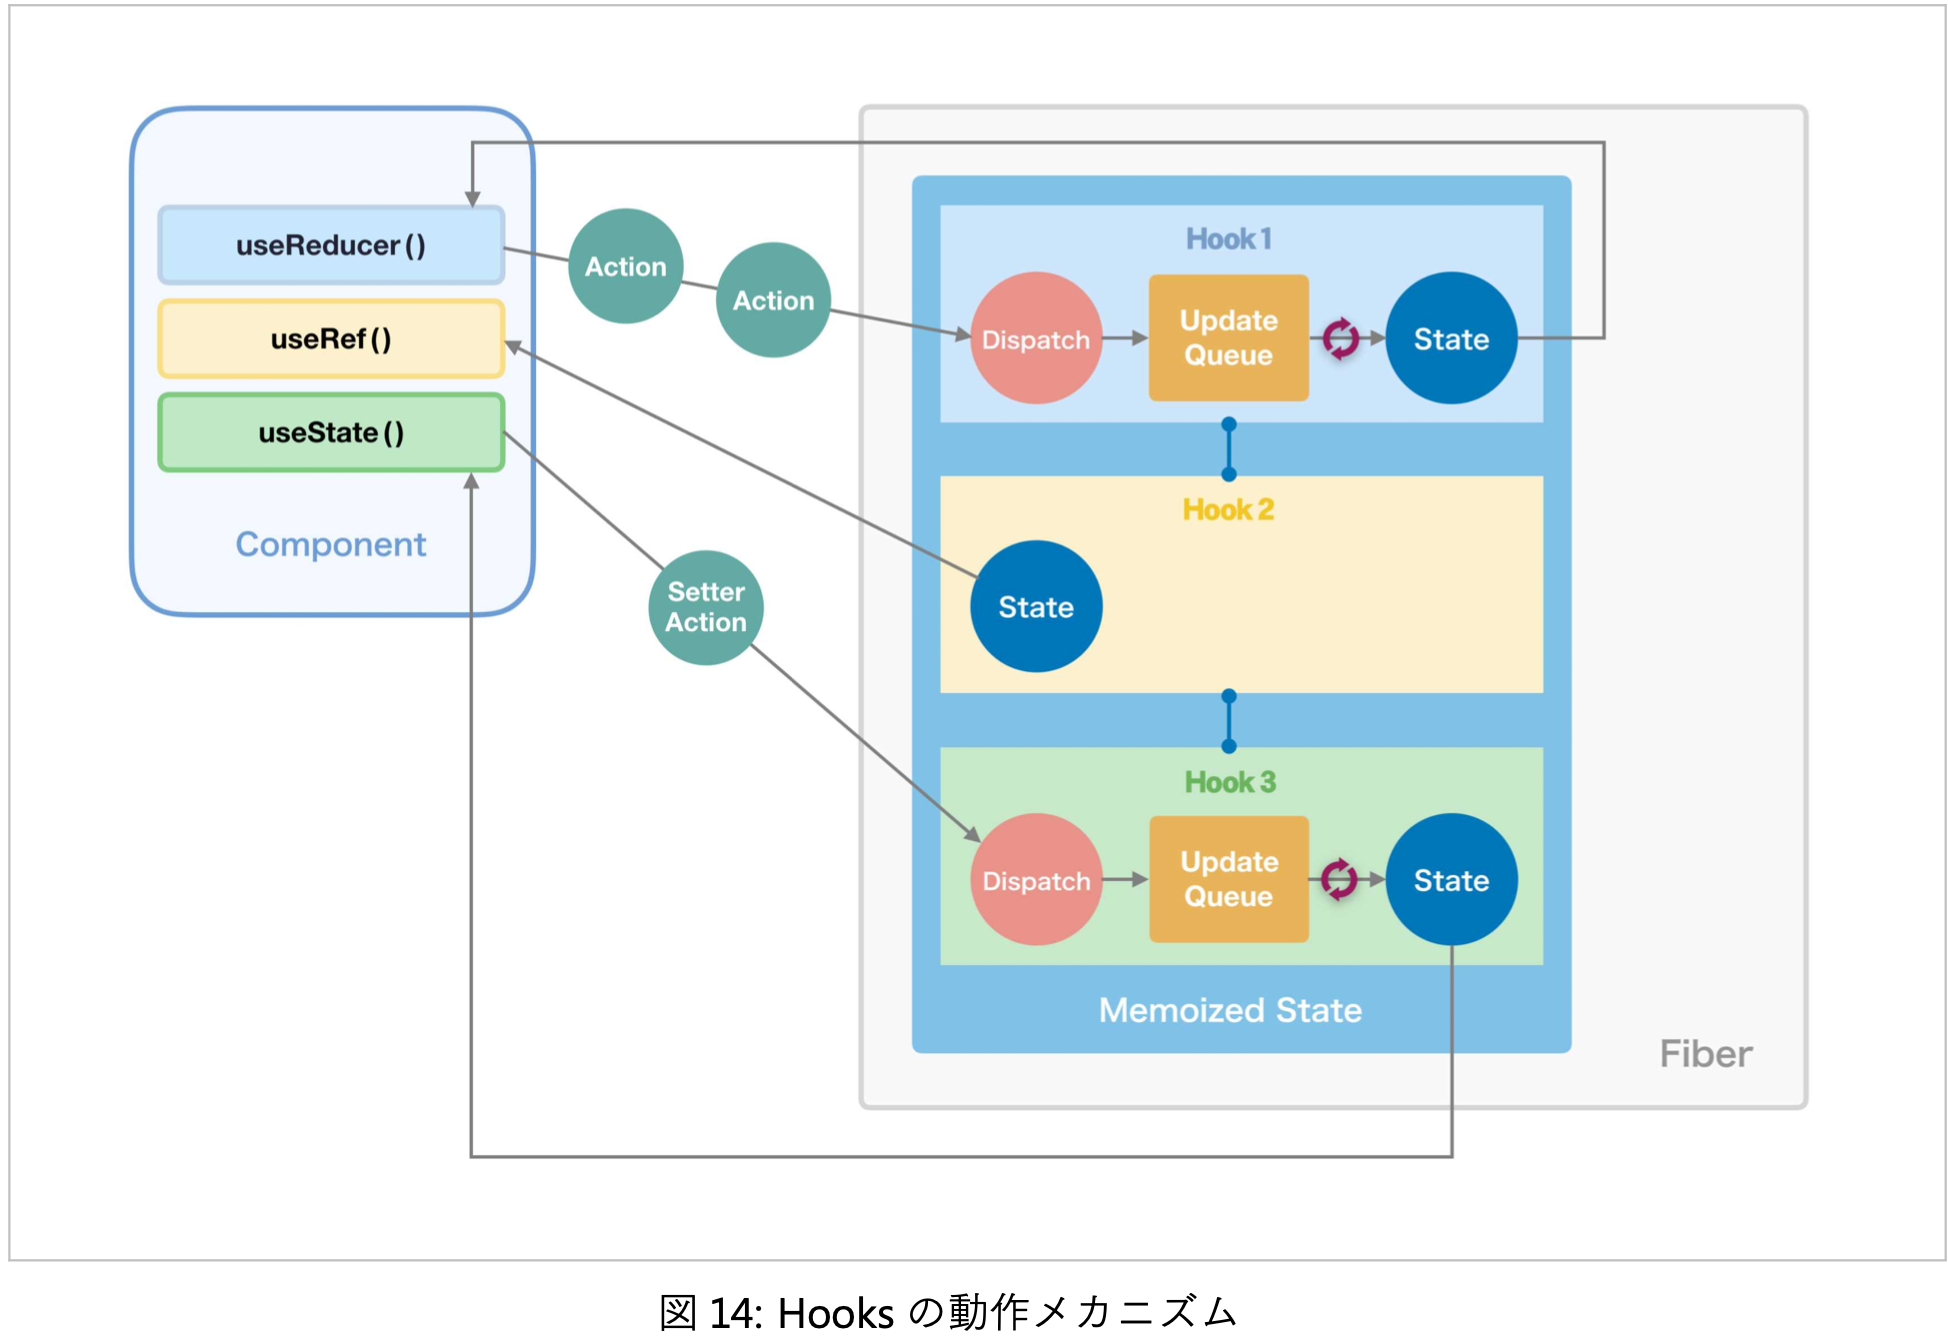 useReducer()
useRef()
useState()
Component
Action
Action
Setter
Action
Hook 1
Dispatch
Update
Queue
State
Hook 2
State
Hook 3
Dispatch
Update
Queue
State
Memoized State
Fiber
図 14: Hooks の動作メカニズム